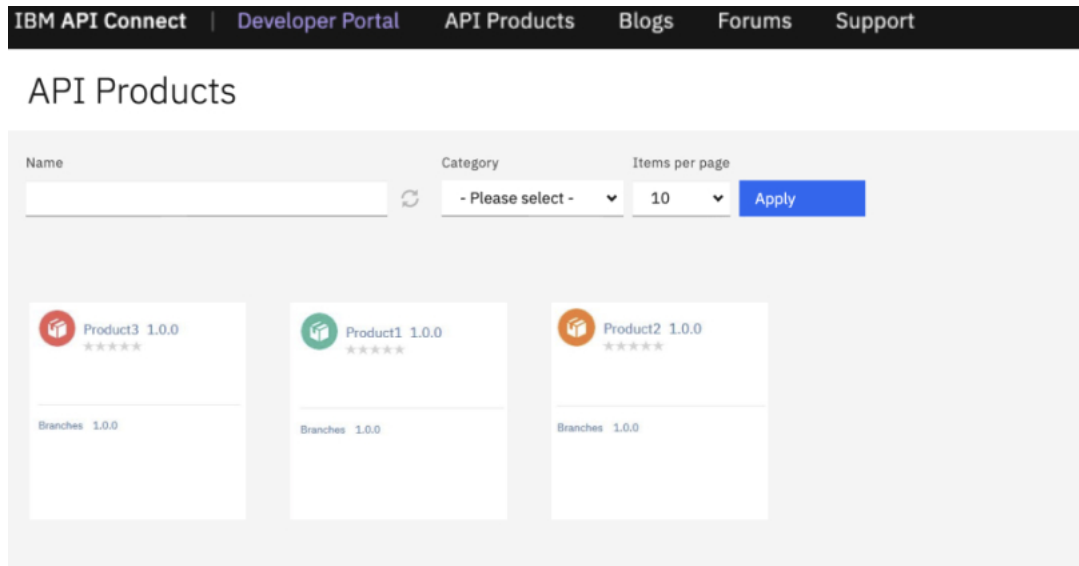 IBM API Connect | Developer Portal API Products Blogs Forums Support
API Products
Name Category Items per page
- Please select - 10 Apply
Product3 1.0.0 Product1 1.0.0 Product2 1.0.0
Branches 1.0.0 Branches 1.0.0 Branches 1.0.0